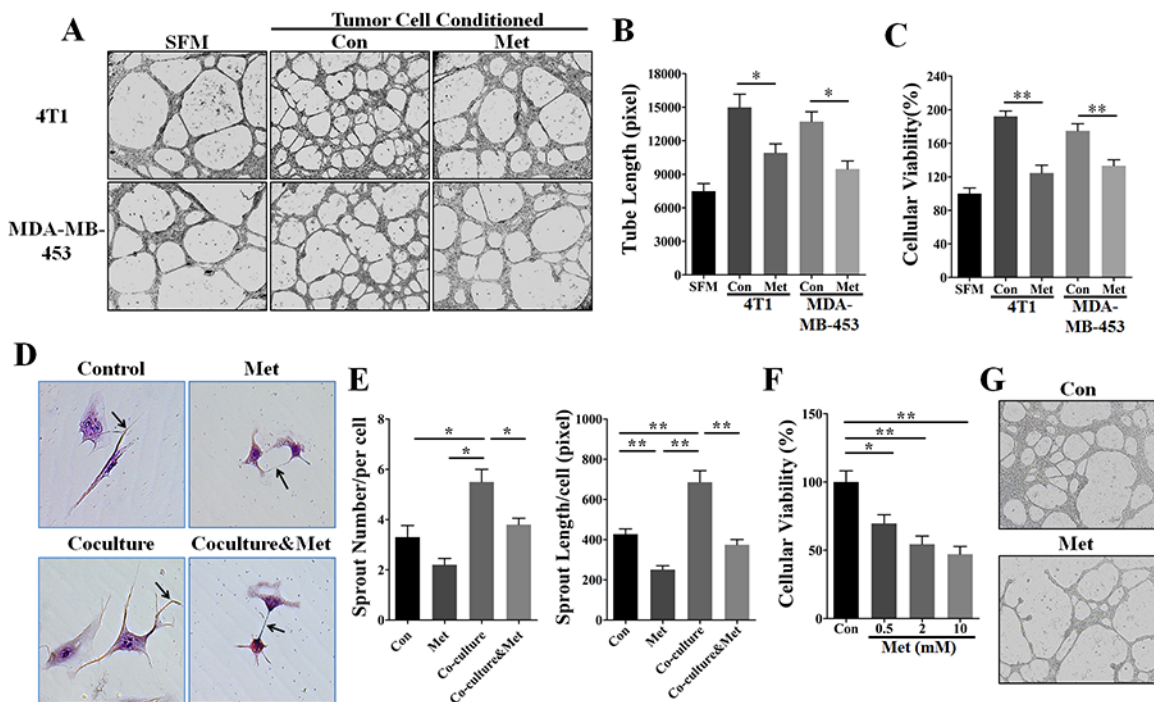 A
Tumor Cell Conditioned
SFM
Con
Met
4T1
MDA-MB-
453
B
Tube Length (pixel)
18000
15000
12000
9000
6000
3000
0
*
*
SFM
Con
Met
Con
Met
4T1
MDA-
MB-453
C
Cellular Viability(%)
240
200
160
120
80
40
0
**
**
SFM
Con
Met
Con
Met
4T1
MDA-
MB-453
D
Control
Met
Coculture
Coculture&Met
E
Sprout Number/per cell
8
6
4
2
0
*
*
*
Con
Met
Co-culture
Co-culture&Met
Sprout Length/cell (pixel)
1000
800
600
400
200
0
**
**
**
**
Con
Met
Co-culture
Co-culture&Met
F
Cellular Viability (%)
150
100
50
0
**
**
*
Con
0.5
2
10
Met (mM)
G
Con
Met